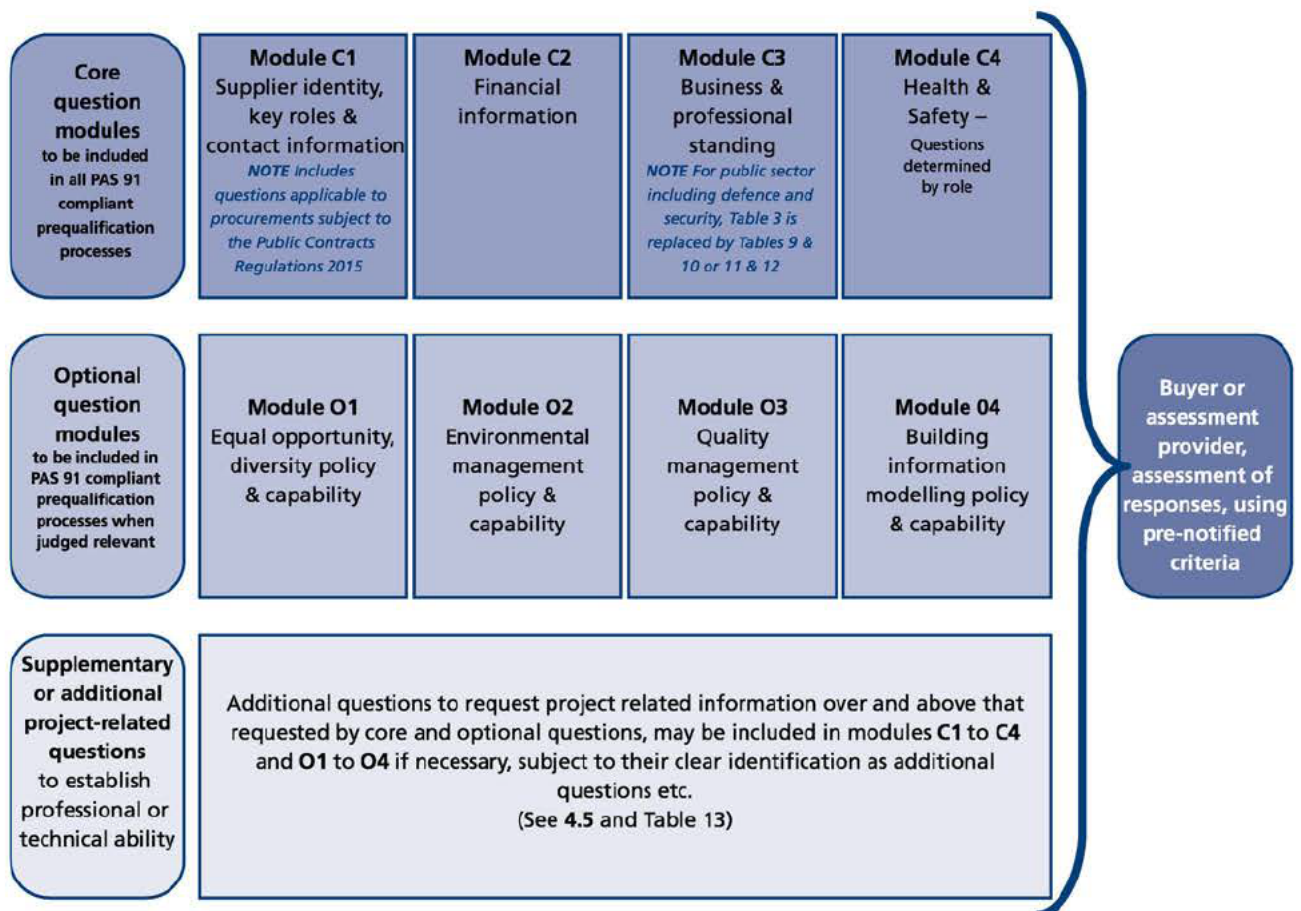 Core
question
modules
to be included
in all PAS 91
compliant
prequalification
processes
Module C1
Supplier identity,
key roles &
contact information
NOTE Includes
questions applicable to
procurements subject to
the Public Contracts
Regulations 2015
Module C2
Financial
information
Module C3
Business &
professional
standing
NOTE For public sector
including defence and
security, Table 3 is
replaced by Tables 9 &
10 or 11 & 12
Module C4
Health &
Safety –
Questions
determined
by role
Optional
question
modules
to be included in
PAS 91 compliant
prequalification
processes when
judged relevant
Module O1
Equal opportunity,
diversity policy
& capability
Module O2
Environmental
management
policy &
capability
Module O3
Quality
management
policy &
capability
Module 04
Building
information
modelling policy
& capability
Supplementary
or additional
project-related
questions
to establish
professional or
technical ability
Additional questions to request project related information over and above that
requested by core and optional questions, may be included in modules C1 to C4
and O1 to O4 if necessary, subject to their clear identification as additional
questions etc.
(See 4.5 and Table 13)
Buyer or
assessment
provider,
assessment of
responses, using
pre-notified
criteria